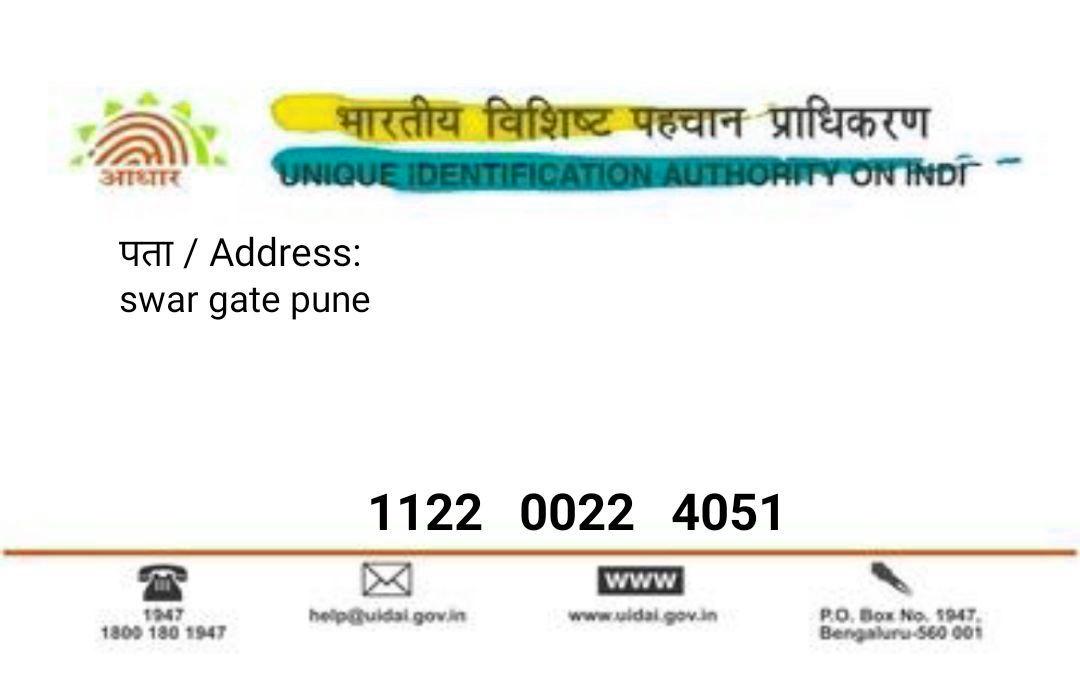 आधार
भारतीय विशिष्ट पहचान प्राधिकरण
UNIQUE IDENTIFICATION AUTHORITY ON INDI
पता / Address:
swar gate pune
1122 0022 4051
1947
1800 180 1947
help@uidai.gov.in
www
www.uidai.gov.in
P.O. Box No. 1947,
Bengaluru-560 001